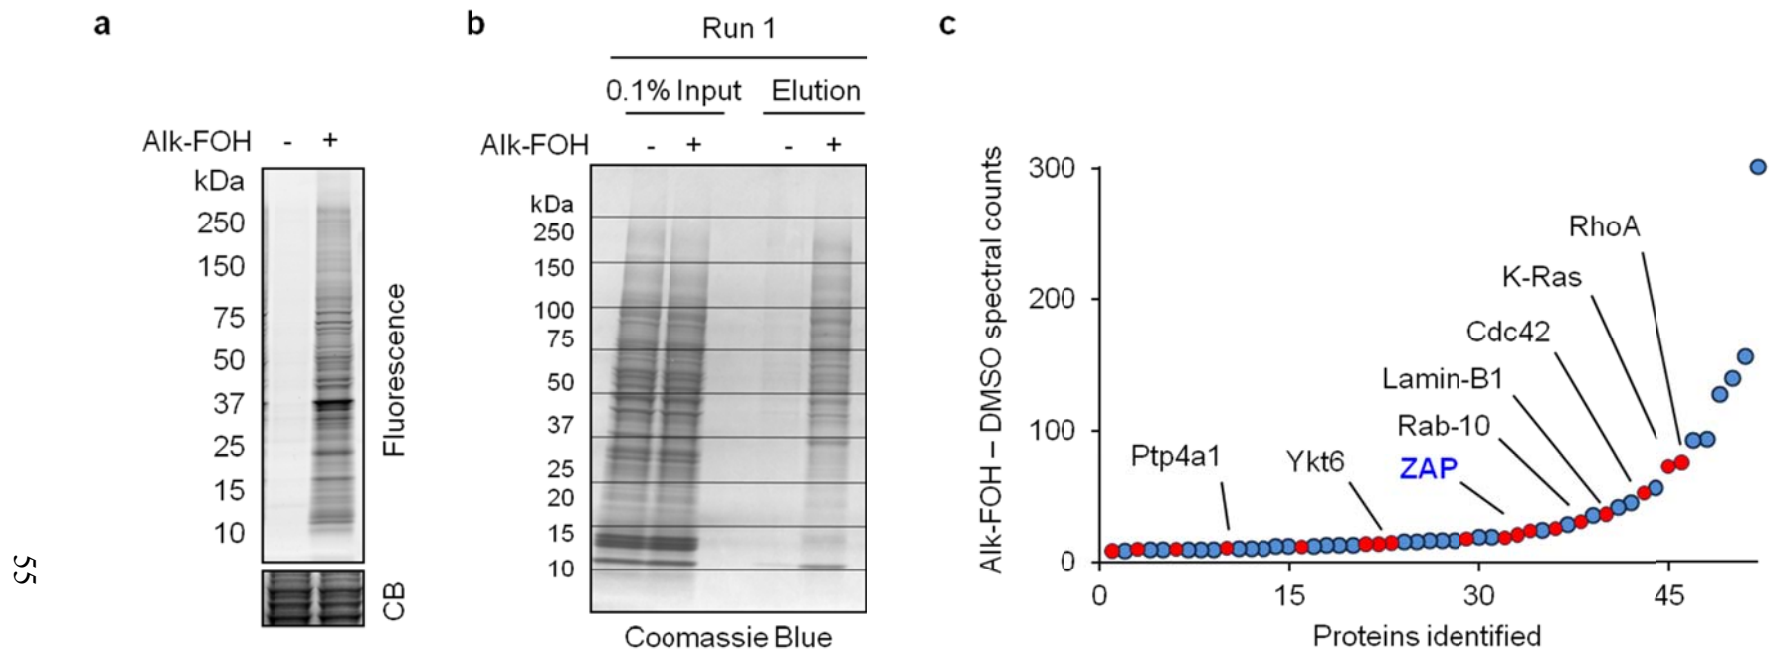 a
Alk-FOH - +
kDa
250
150
75
50
37
25
15
10
Fluorescence
CB
55
b
Run 1
0.1% Input Elution
Alk-FOH - + - +
kDa
250
150
100
75
50
37
25
20
15
10
Coomassie Blue
c
Alk-FOH – DMSO spectral counts
300
200
100
0
RhoA
K-Ras
Cdc42
Lamin-B1
Rab-10
ZAP
Ykt6
Ptp4a1
0 15 30 45
Proteins identified